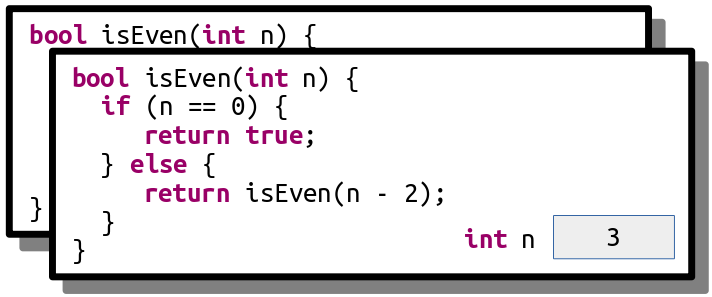 bool isEven(int n) {
}
bool isEven(int n) {
  if (n == 0) {
     return true;
  } else {
     return isEven(n - 2);
  }
}
int n 3